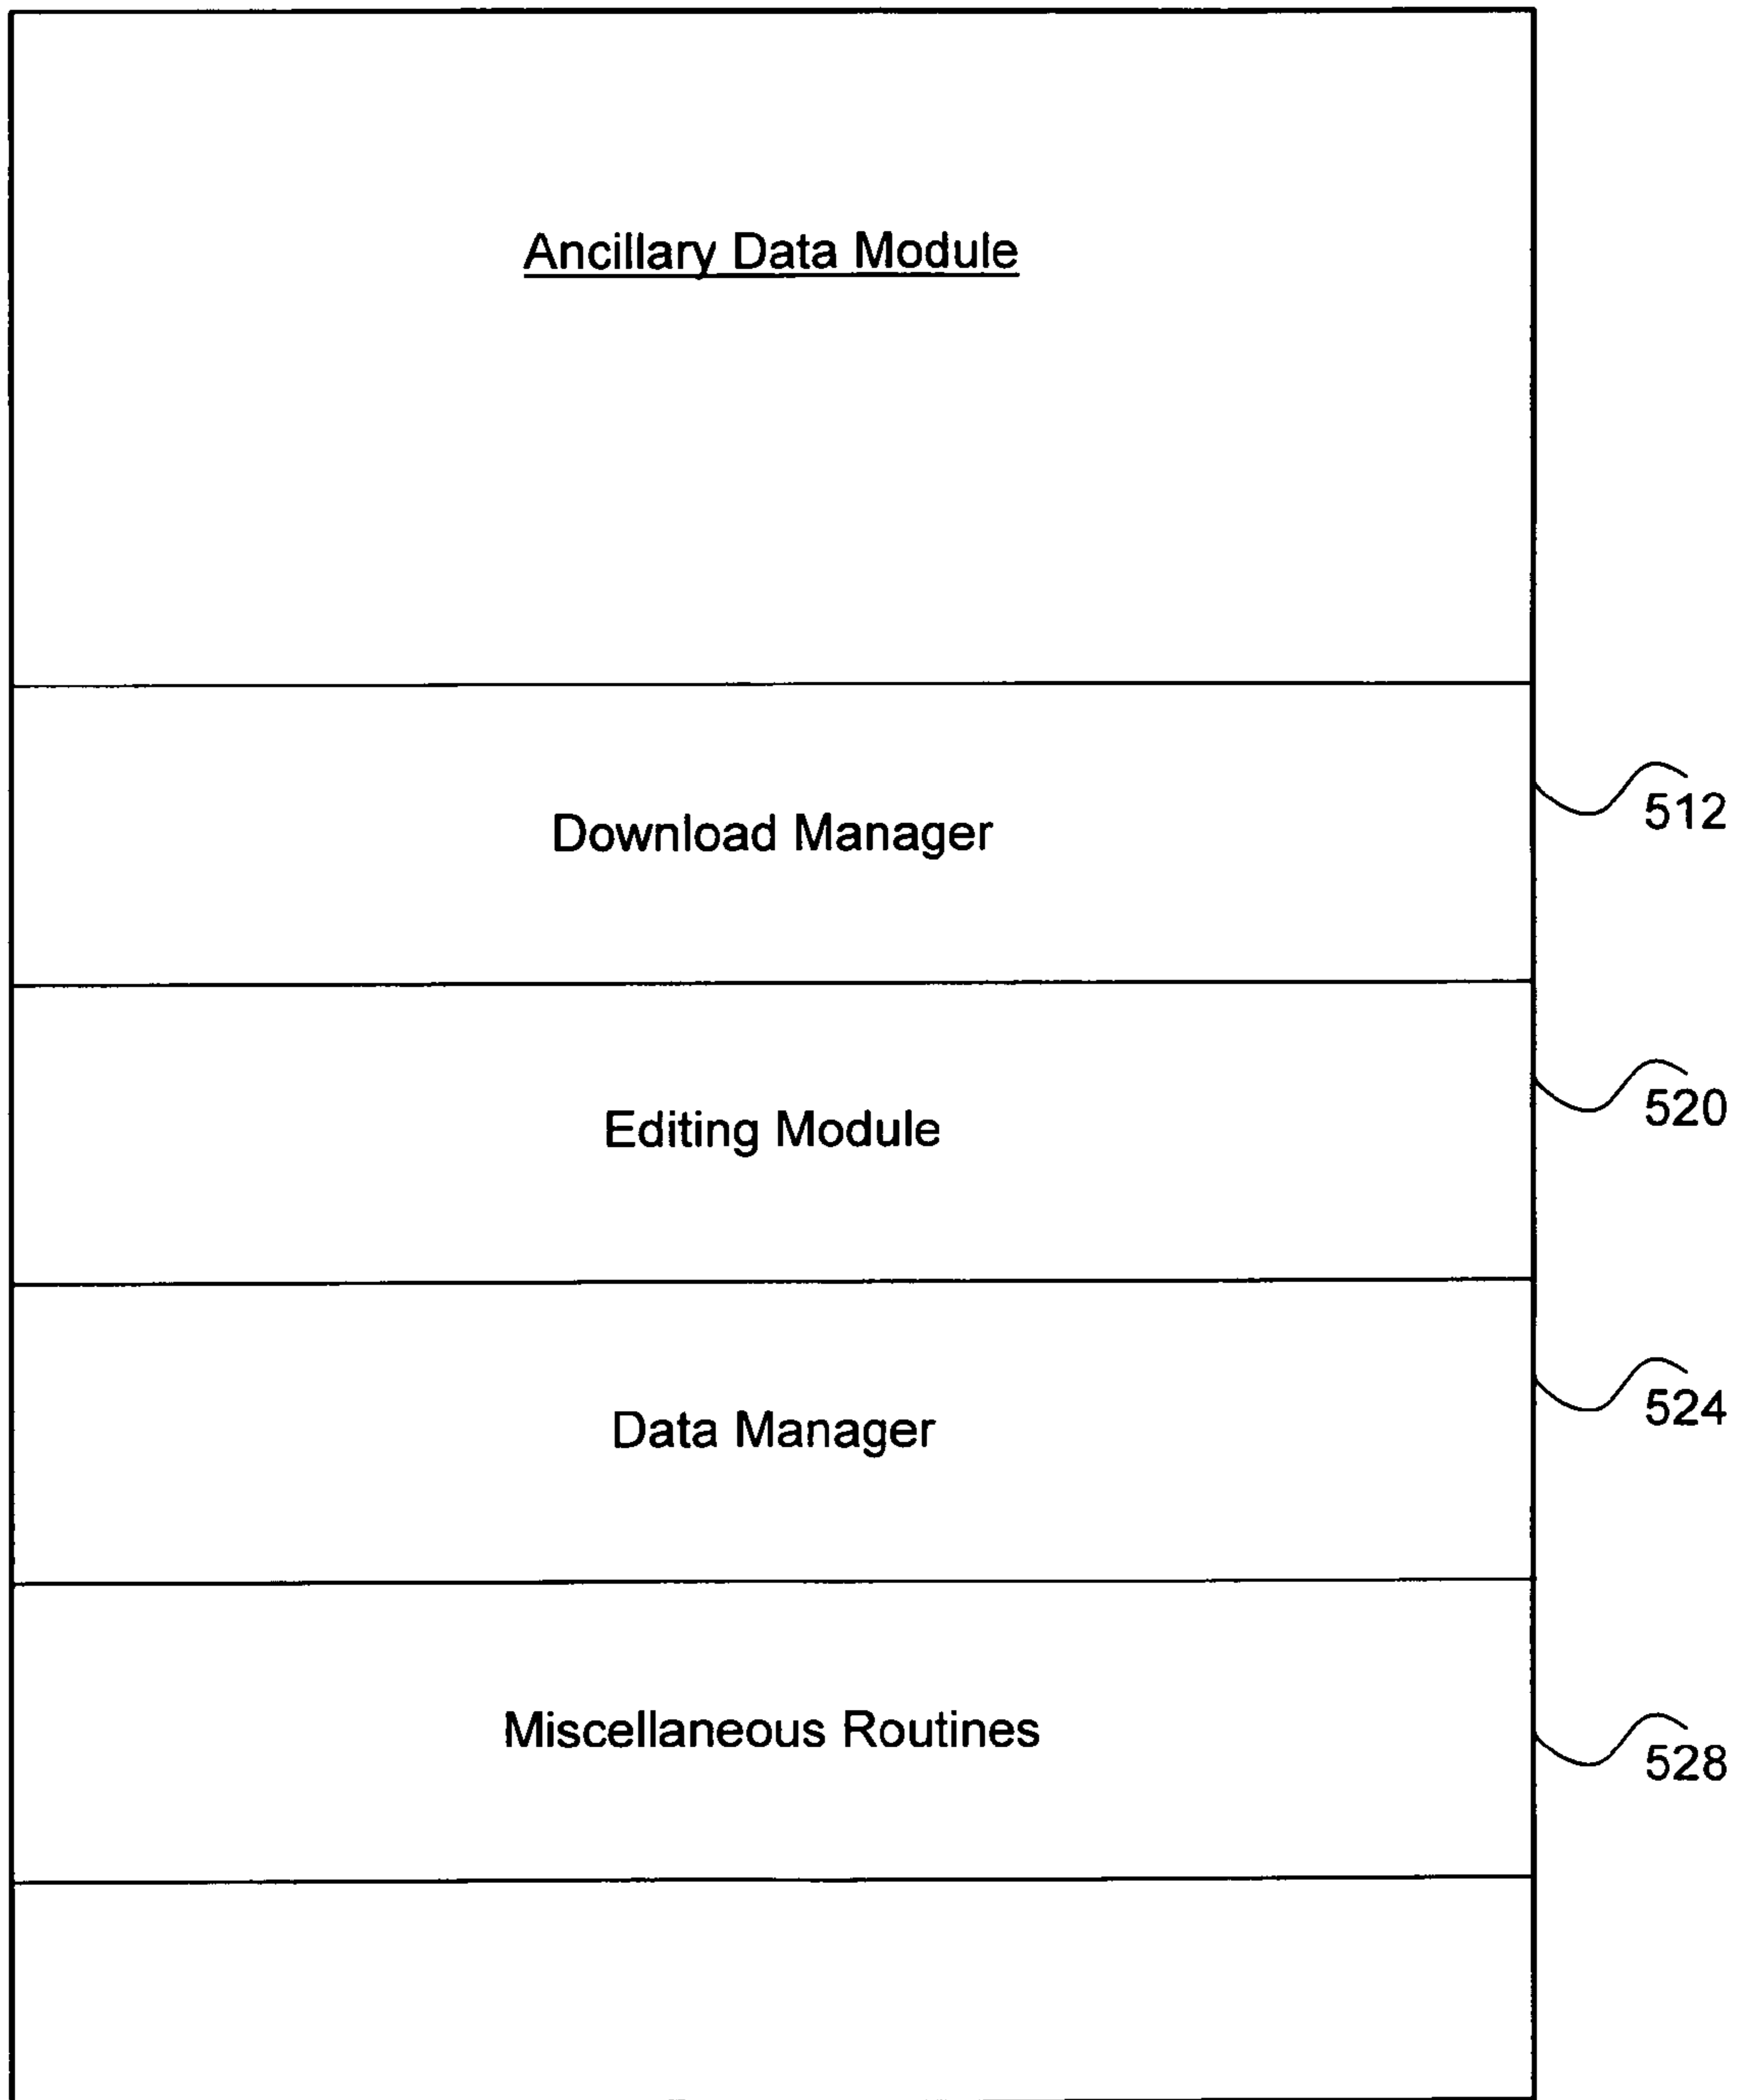 Ancillary Data Module
Download Manager
512
Editing Module
520
Data Manager
524
Miscellaneous Routines
528